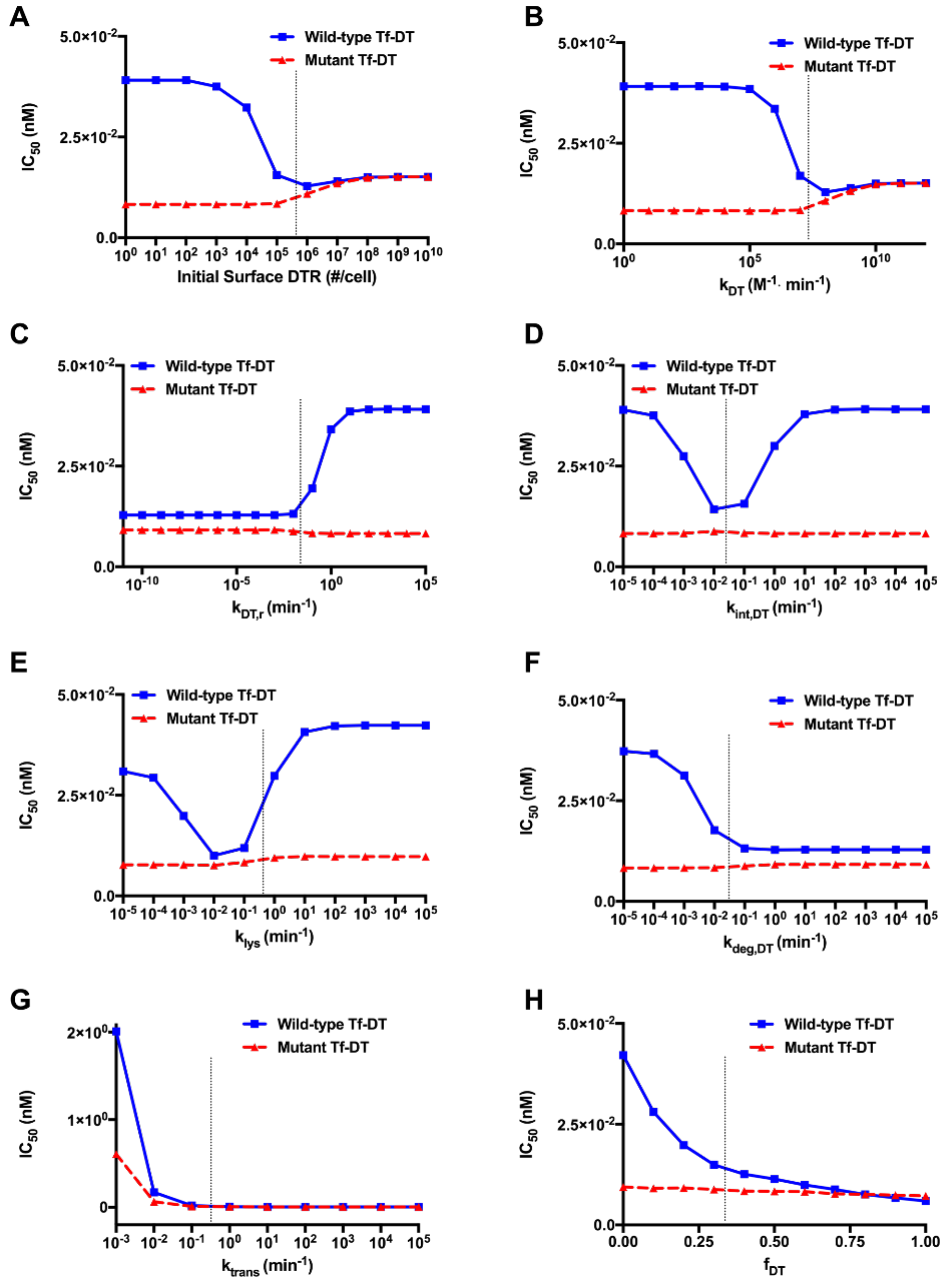 A
B
5.0×10⁻²
2.5×10⁻²
0.0
IC₅₀ (nM)
Wild-type Tf-DT
Mutant Tf-DT
10⁰ 10¹ 10² 10³ 10⁴ 10⁵ 10⁶ 10⁷ 10⁸ 10⁹ 10¹⁰
Initial Surface DTR (#/cell)
5.0×10⁻²
2.5×10⁻²
0.0
IC₅₀ (nM)
Wild-type Tf-DT
Mutant Tf-DT
10⁰ 10⁵ 10¹⁰
k_DT (M⁻¹· min⁻¹)
C
D
5.0×10⁻²
2.5×10⁻²
0.0
IC₅₀ (nM)
Wild-type Tf-DT
Mutant Tf-DT
10⁻¹⁰ 10⁻⁵ 10⁰ 10⁵
k_DT,r (min⁻¹)
5.0×10⁻²
2.5×10⁻²
0.0
IC₅₀ (nM)
Wild-type Tf-DT
Mutant Tf-DT
10⁻⁵ 10⁻⁴ 10⁻³ 10⁻² 10⁻¹ 10⁰ 10¹ 10² 10³ 10⁴ 10⁵
k_int,DT (min⁻¹)
E
F
5.0×10⁻²
2.5×10⁻²
0.0
IC₅₀ (nM)
Wild-type Tf-DT
Mutant Tf-DT
10⁻⁵ 10⁻⁴ 10⁻³ 10⁻² 10⁻¹ 10⁰ 10¹ 10² 10³ 10⁴ 10⁵
k_lys (min⁻¹)
5.0×10⁻²
2.5×10⁻²
0.0
IC₅₀ (nM)
Wild-type Tf-DT
Mutant Tf-DT
10⁻⁵ 10⁻⁴ 10⁻³ 10⁻² 10⁻¹ 10⁰ 10¹ 10² 10³ 10⁴ 10⁵
k_deg,DT (min⁻¹)
G
H
2×10⁰
1×10⁰
0
IC₅₀ (nM)
Wild-type Tf-DT
Mutant Tf-DT
10⁻³ 10⁻² 10⁻¹ 10⁰ 10¹ 10² 10³ 10⁴ 10⁵
k_trans (min⁻¹)
5.0×10⁻²
2.5×10⁻²
0.0
IC₅₀ (nM)
Wild-type Tf-DT
Mutant Tf-DT
0.00 0.25 0.50 0.75 1.00
f_DT